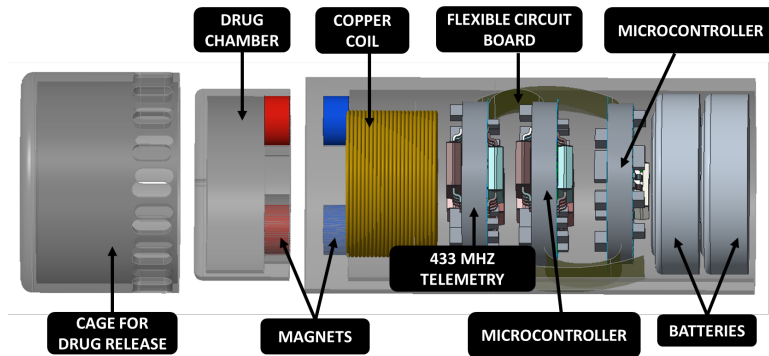 DRUG
CHAMBER
COPPER
COIL
FLEXIBLE CIRCUIT
BOARD
MICROCONTROLLER
CAGE FOR
DRUG RELEASE
MAGNETS
433 MHZ
TELEMETRY
MICROCONTROLLER
BATTERIES